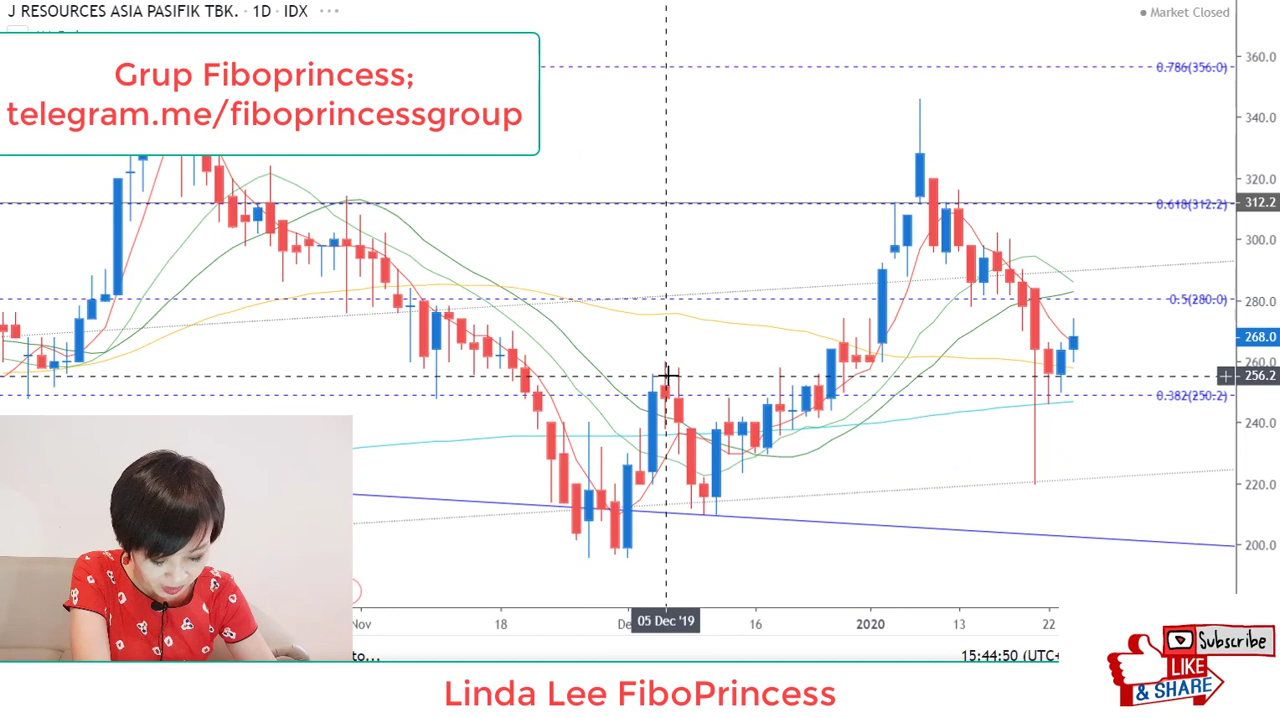 J RESOURCES ASIA PASIFIK TBK. · 1D · IDX ···
Market Closed
Grup Fiboprincess;
telegram.me/fiboprincessgroup
0.786(356.0)
0.618(312.2)
0.5(280.0)
0.382(250.2)
360.0
340.0
320.0
312.2
300.0
280.0
268.0
260.0
256.2
240.0
220.0
200.0
Nov
18
05 Dec '19
16
2020
13
22
15:44:50 (UTC+
Linda Lee FiboPrincess
Subscribe
LIKE
& SHARE